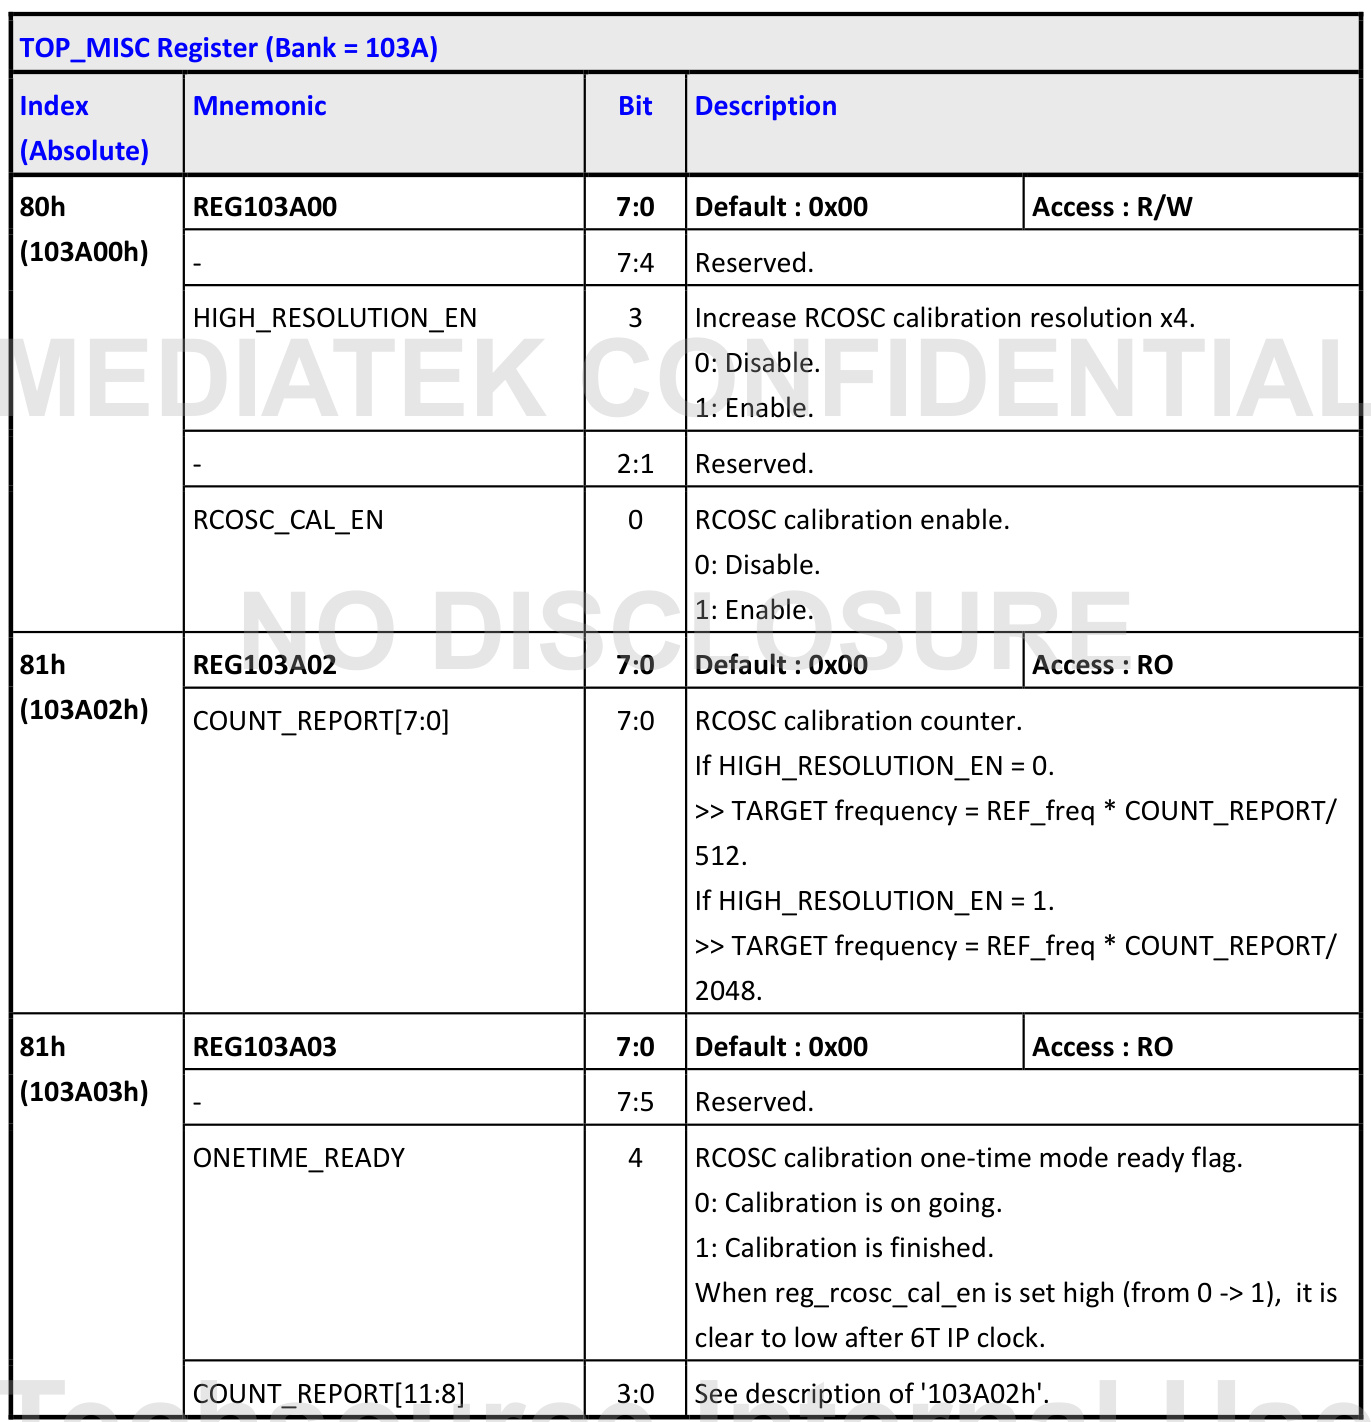 TOP_MISC Register (Bank = 103A)
Index (Absolute) Mnemonic Bit Description
80h (103A00h) REG103A00 7:0 Default : 0x00 Access : R/W
- 7:4 Reserved.
HIGH_RESOLUTION_EN 3 Increase RCOSC calibration resolution x4.
0: Disable.
1: Enable.
MEDIATEK CONFIDENTIAL
- 2:1 Reserved.
RCOSC_CAL_EN 0 RCOSC calibration enable.
0: Disable.
1: Enable.
NO DISCLOSURE
81h (103A02h) REG103A02 7:0 Default : 0x00 Access : RO
COUNT_REPORT[7:0] 7:0 RCOSC calibration counter.
If HIGH_RESOLUTION_EN = 0.
>> TARGET frequency = REF_freq * COUNT_REPORT/
512.
If HIGH_RESOLUTION_EN = 1.
>> TARGET frequency = REF_freq * COUNT_REPORT/
2048.
81h (103A03h) REG103A03 7:0 Default : 0x00 Access : RO
- 7:5 Reserved.
ONETIME_READY 4 RCOSC calibration one-time mode ready flag.
0: Calibration is on going.
1: Calibration is finished.
When reg_rcosc_cal_en is set high (from 0 -> 1), it is
clear to low after 6T IP clock.
COUNT_REPORT[11:8] 3:0 See description of '103A02h'.